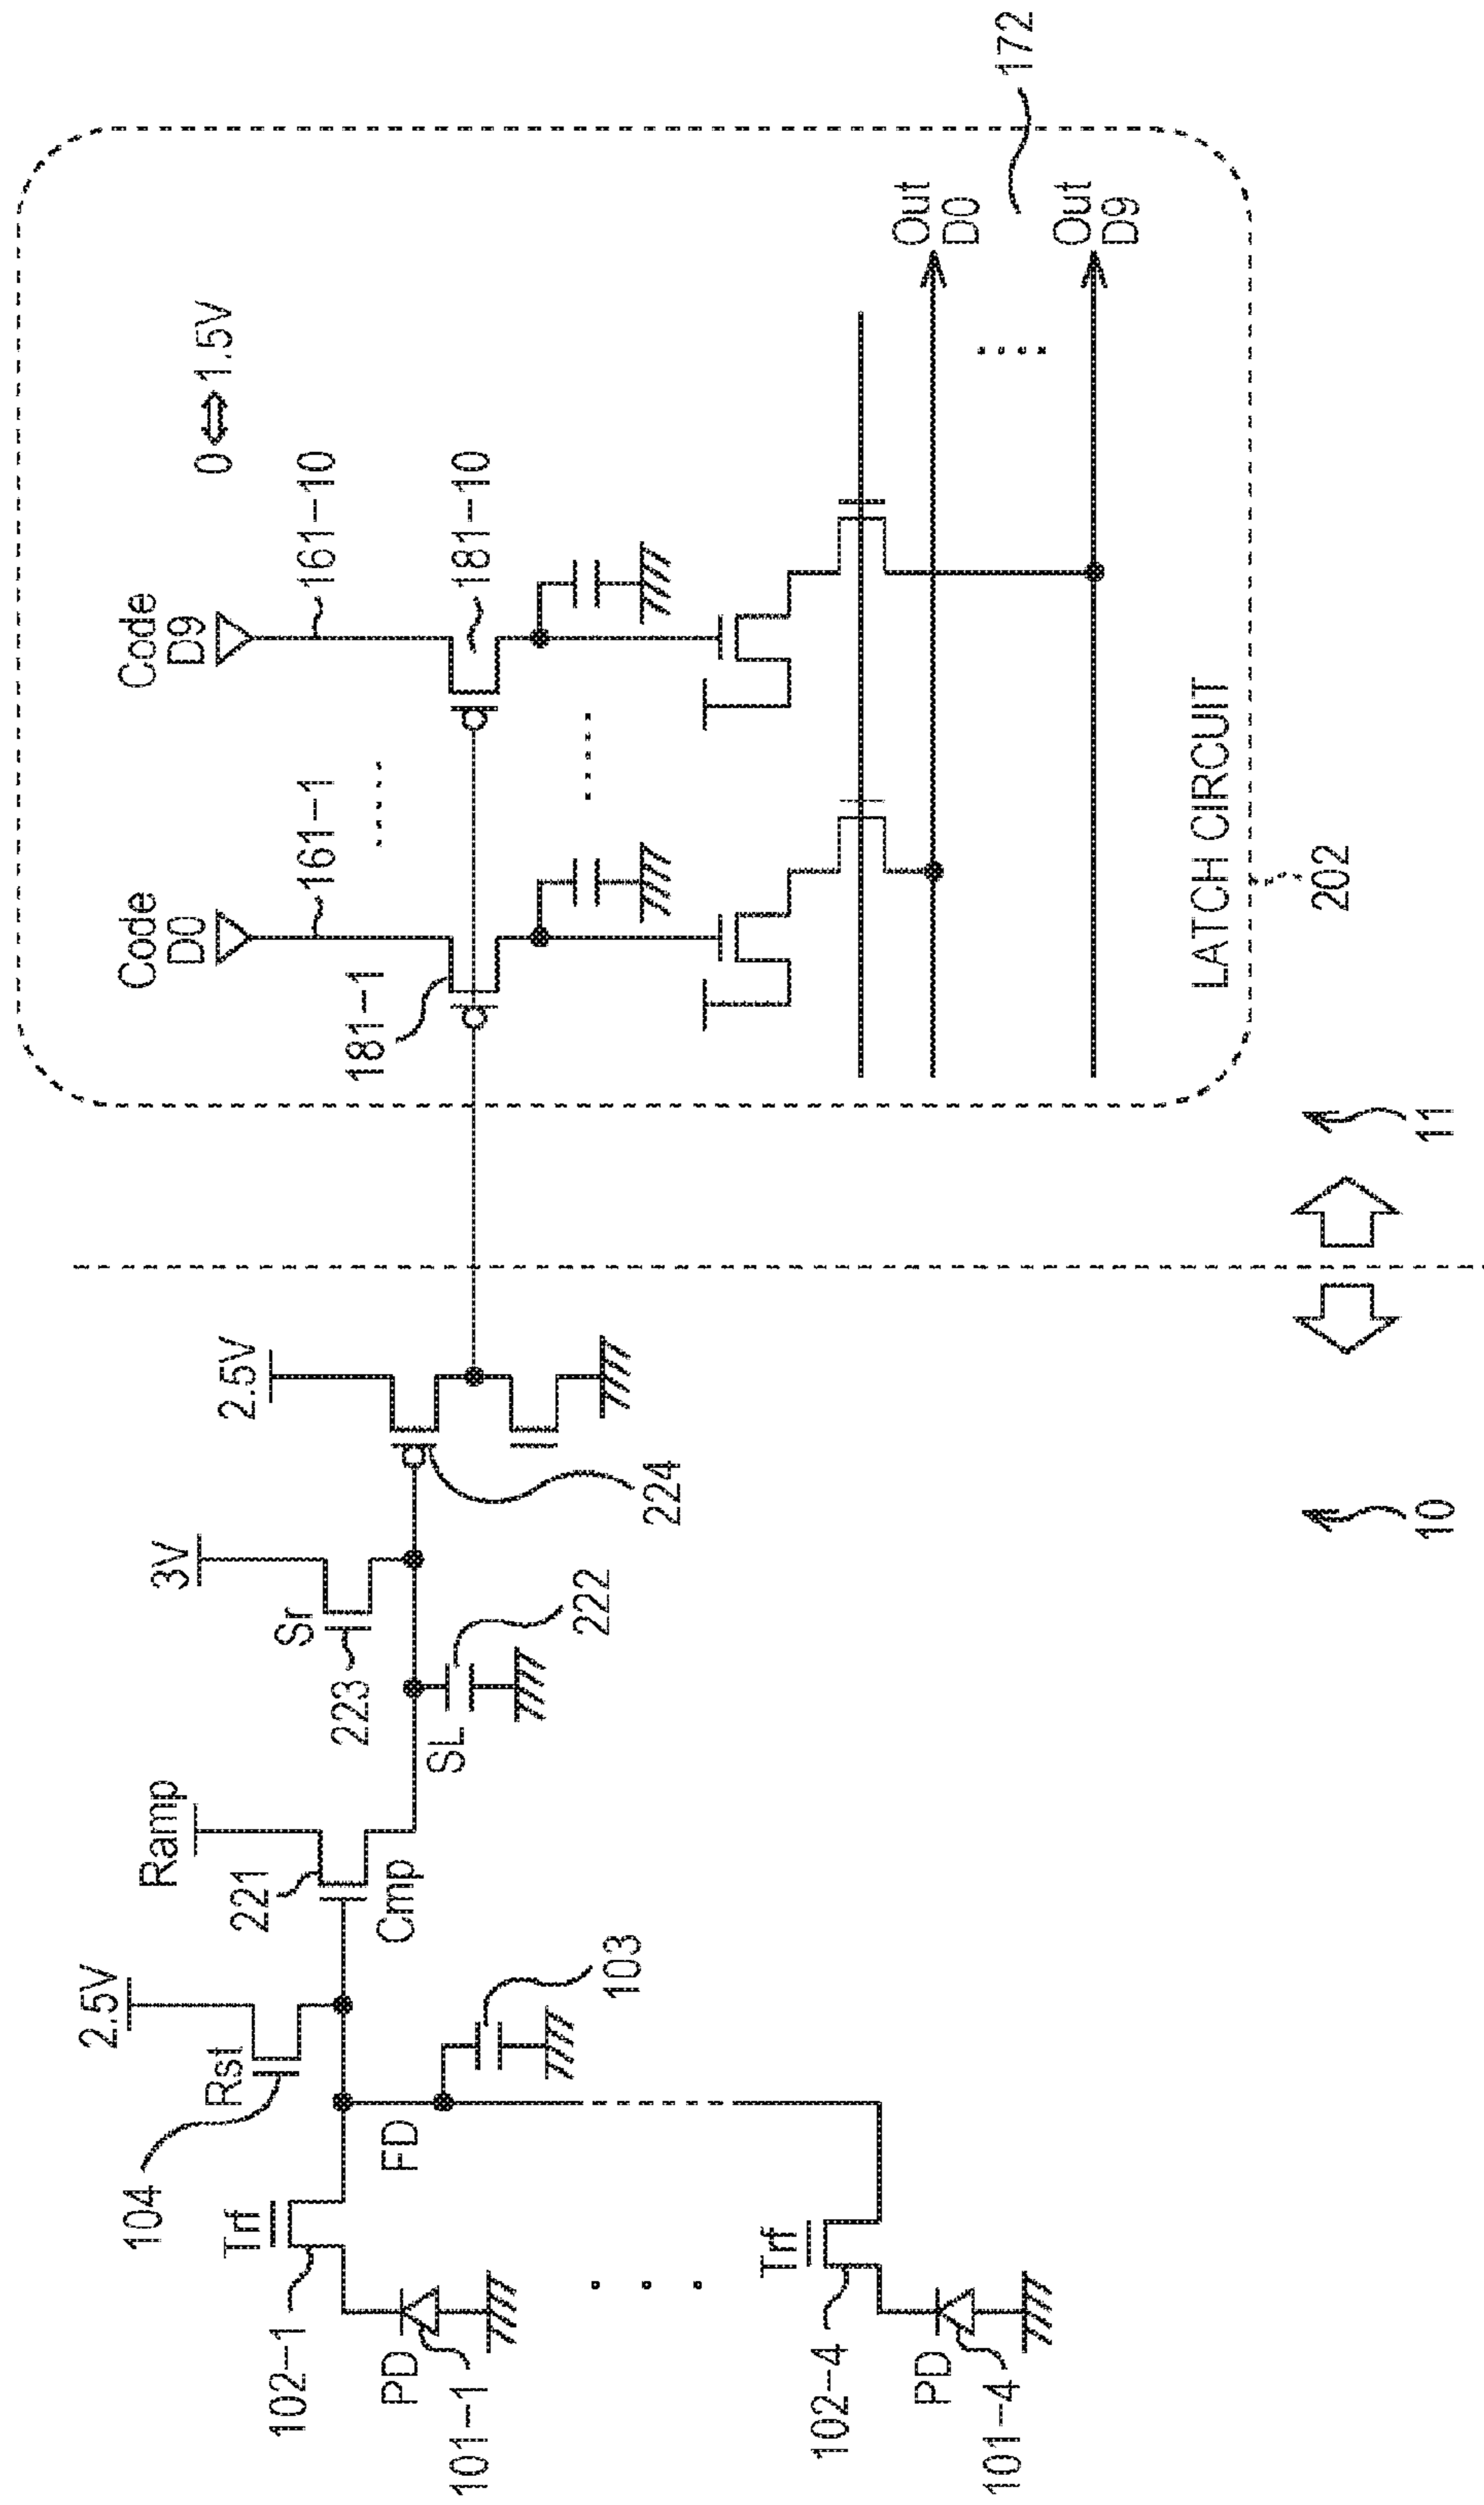 PD
101-1
102-1
Trf
104
Rst
2.5V
FD
103
PD
101-4
102-4
Trf
Ramp
221
Cmp
SL
222
3V
Sr
223
2.5V
224
10
11
Code
D0
161-1
181-1
Code
D9
161-10
181-10
0⇔1.5V
Out
D0
Out
D9
172
LATCH CIRCUIT
202